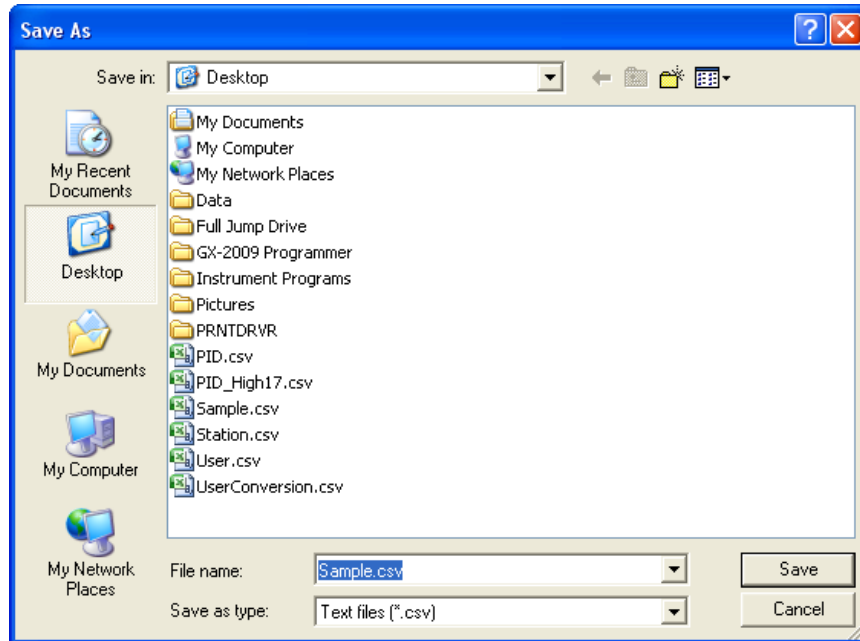 Save As
Save in: Desktop
My Recent
Documents
Desktop
My Documents
My Computer
My Network
Places
My Documents
My Computer
My Network Places
Data
Full Jump Drive
GX-2009 Programmer
Instrument Programs
Pictures
PRNTDRVR
PID.csv
PID_High17.csv
Sample.csv
Station.csv
User.csv
UserConversion.csv
File name: Sample.csv Save
Save as type: Text files (*.csv) Cancel